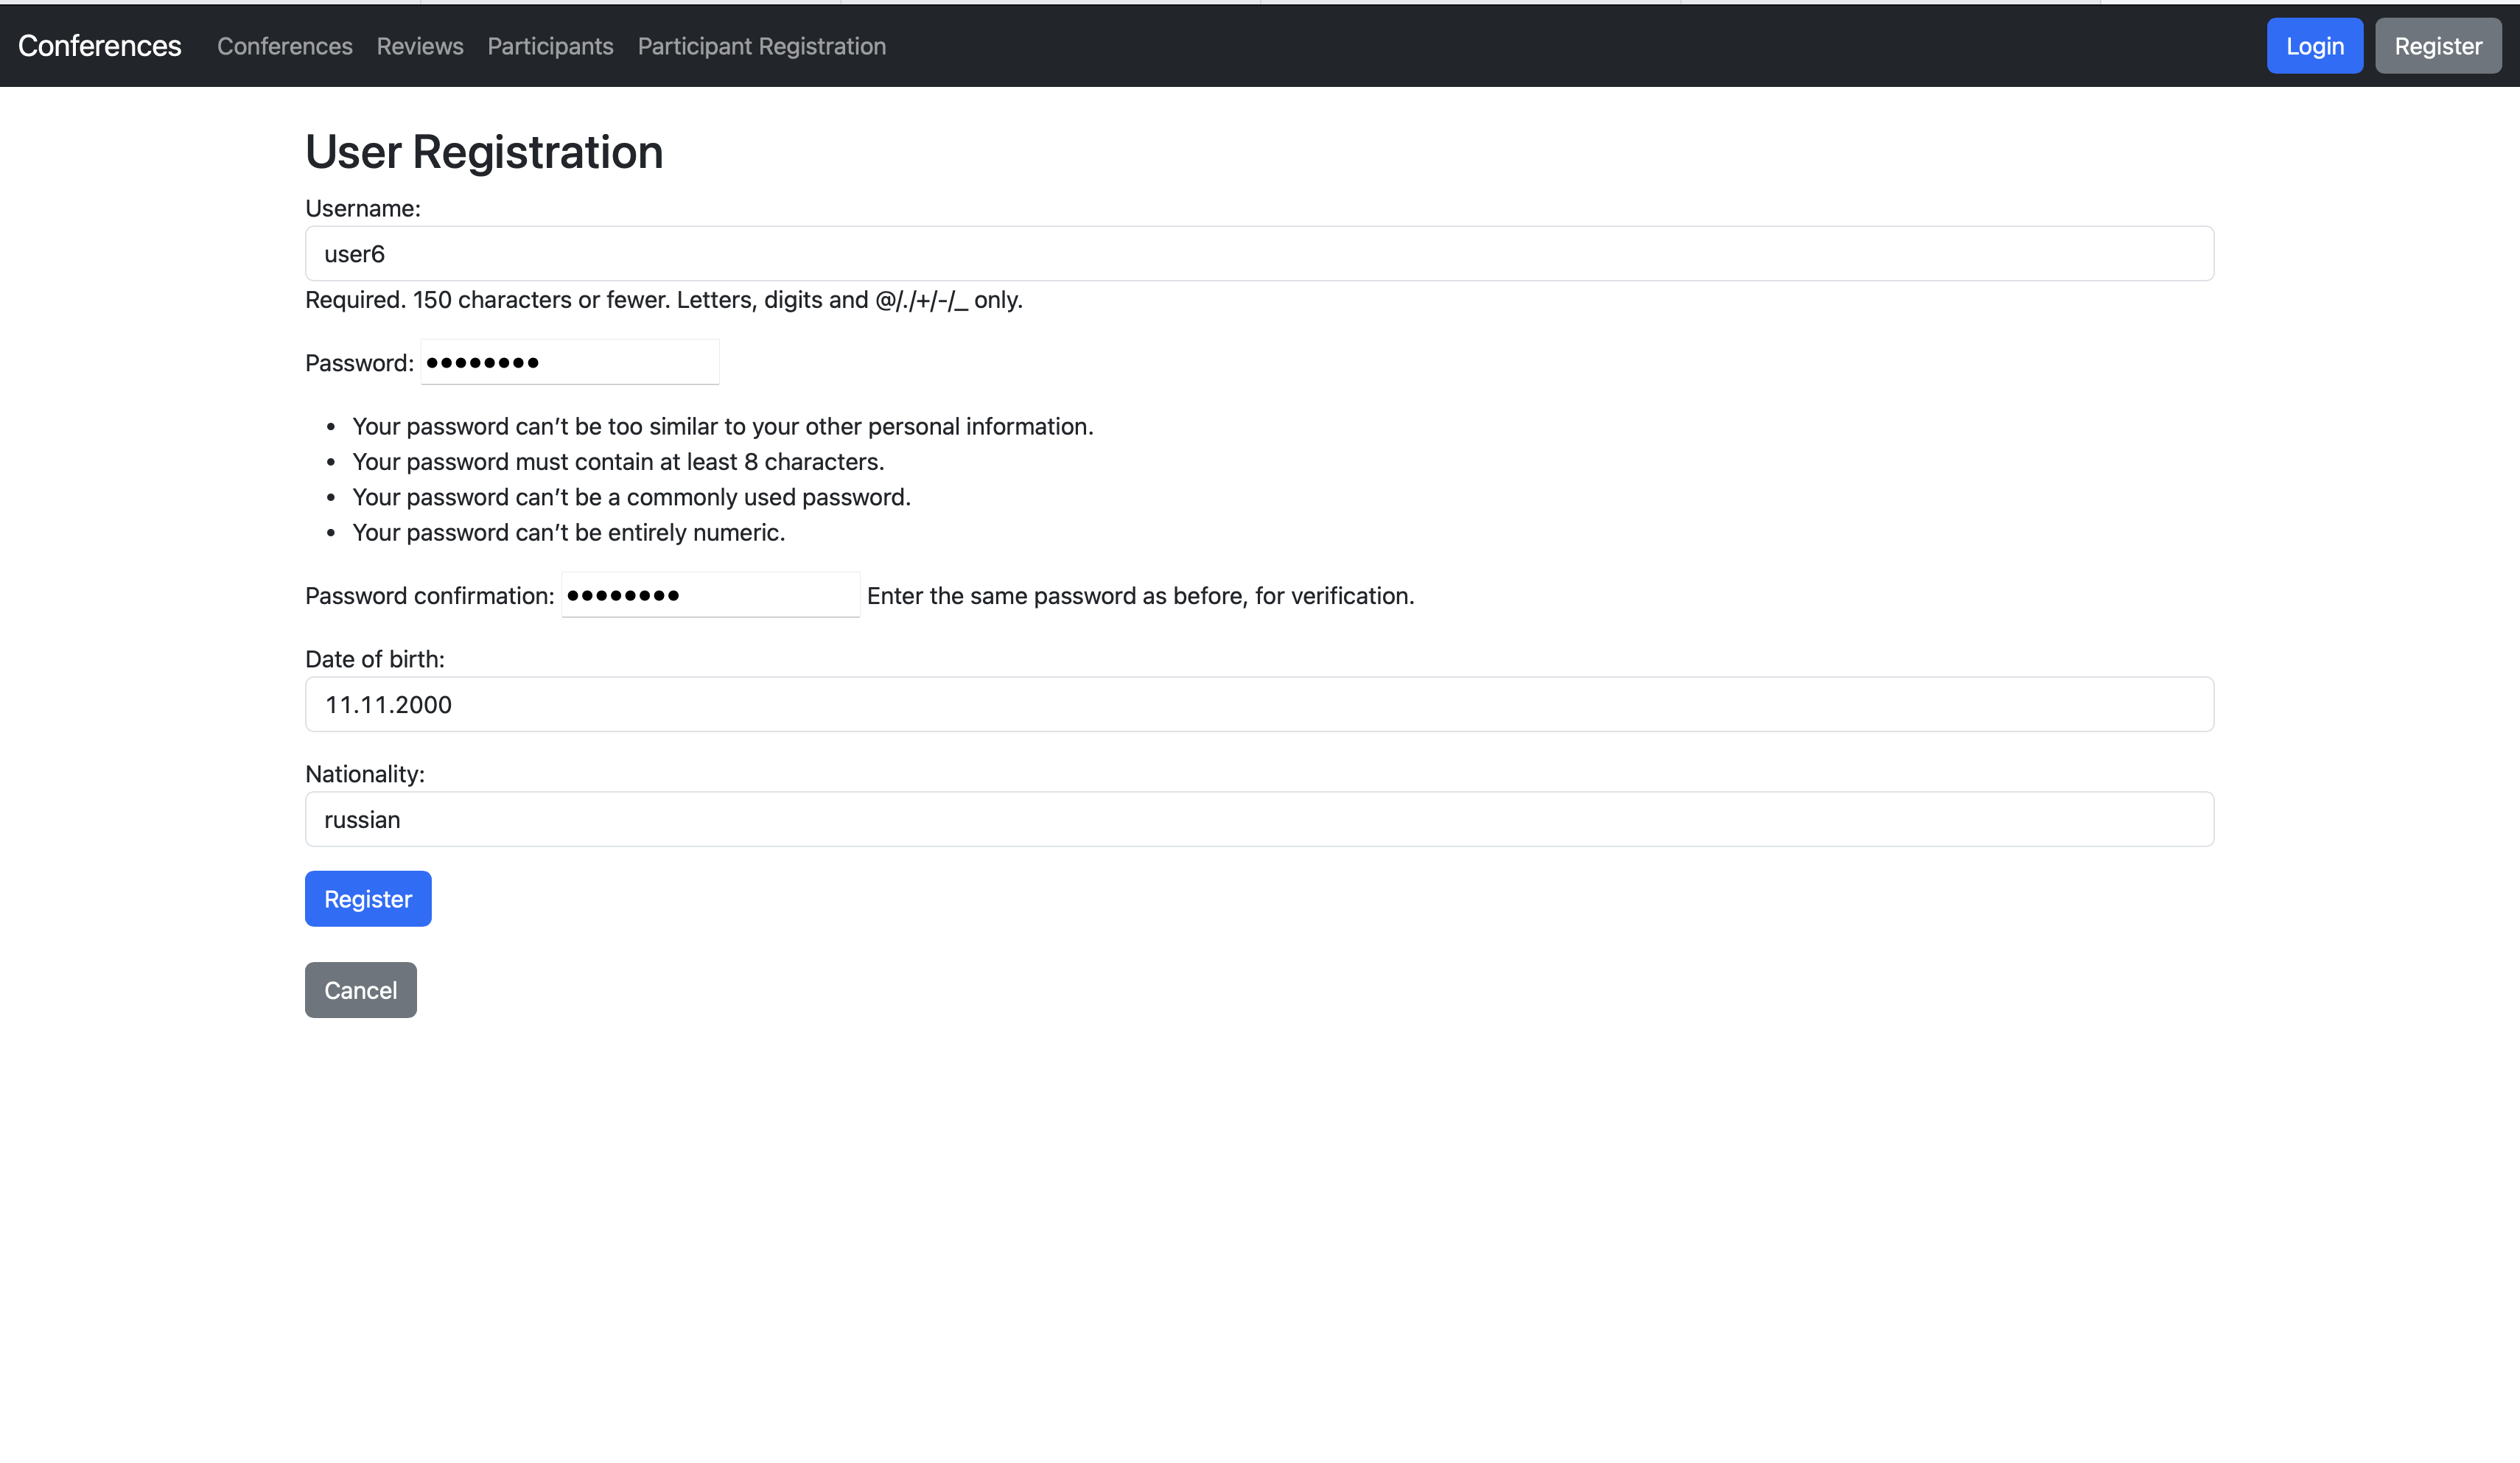 Conferences Conferences Reviews Participants Participant Registration Login Register
User Registration
Username:
user6
Required. 150 characters or fewer. Letters, digits and @/./+/-/_ only.
Password: ••••••••
• Your password can’t be too similar to your other personal information.
• Your password must contain at least 8 characters.
• Your password can’t be a commonly used password.
• Your password can’t be entirely numeric.
Password confirmation: •••••••• Enter the same password as before, for verification.
Date of birth:
11.11.2000
Nationality:
russian
Register
Cancel